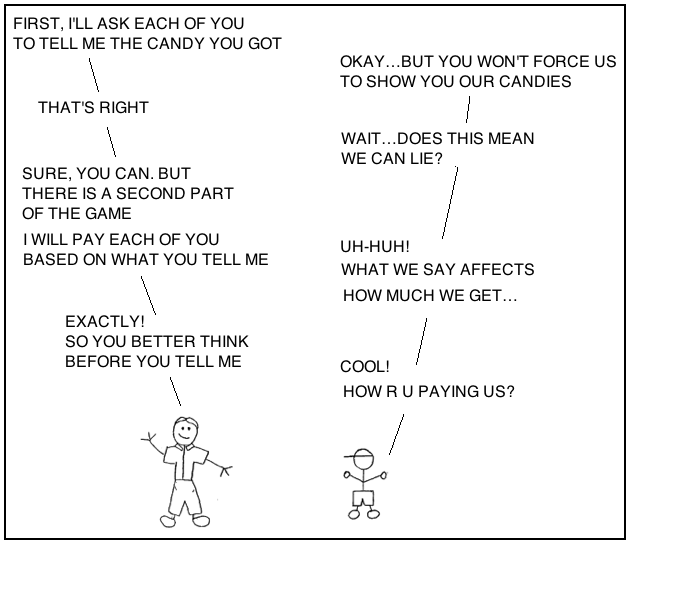 FIRST, I'LL ASK EACH OF YOU
TO TELL ME THE CANDY YOU GOT
OKAY...BUT YOU WON'T FORCE US
TO SHOW YOU OUR CANDIES
THAT'S RIGHT
WAIT...DOES THIS MEAN
WE CAN LIE?
SURE, YOU CAN. BUT
THERE IS A SECOND PART
OF THE GAME
I WILL PAY EACH OF YOU
BASED ON WHAT YOU TELL ME
UH-HUH!
WHAT WE SAY AFFECTS
HOW MUCH WE GET...
EXACTLY!
SO YOU BETTER THINK
BEFORE YOU TELL ME
COOL!
HOW R U PAYING US?